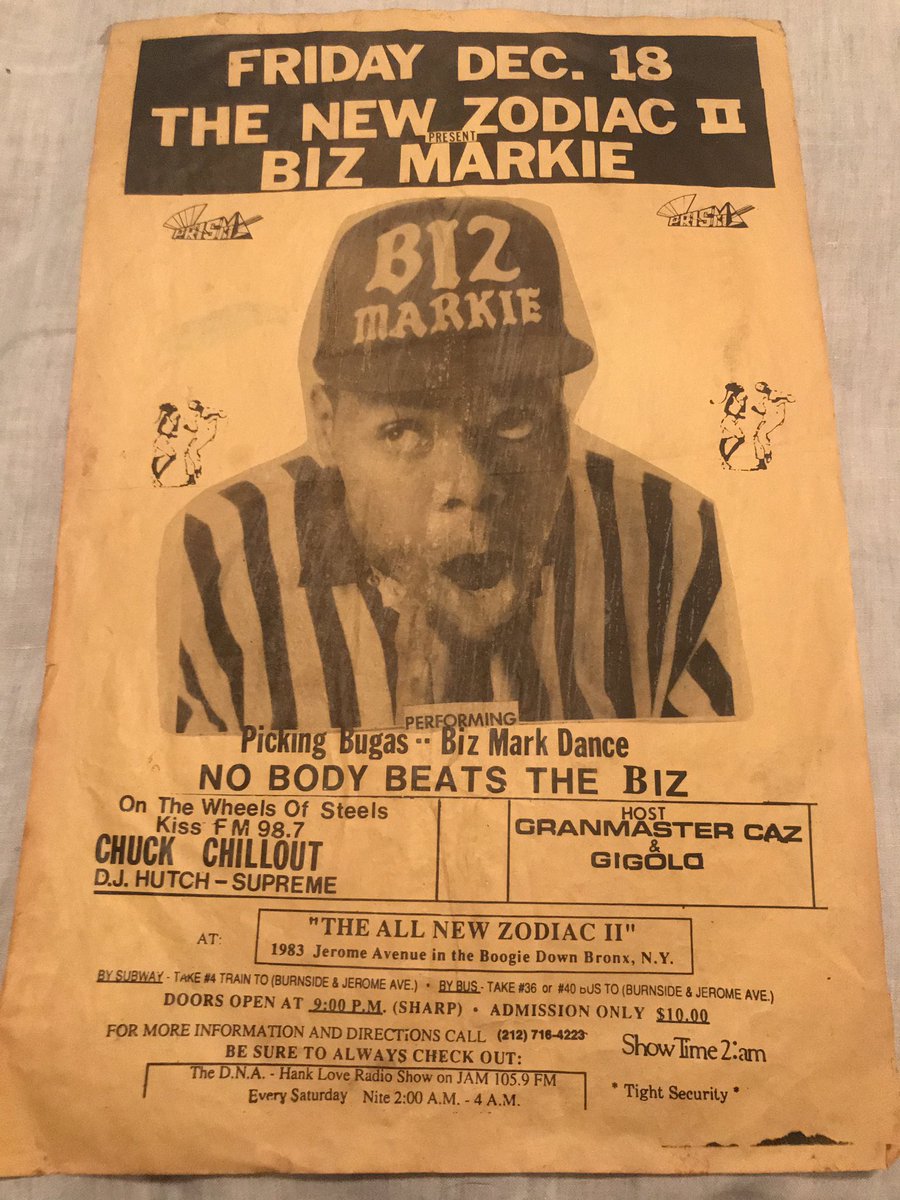 FRIDAY DEC. 18
THE NEW ZODIAC II
PRESENT
BIZ MARKIE
PRISM
PRISM
BIZ
MARKIE
PERFORMING
Picking Bugas -- Biz Mark Dance
NO BODY BEATS THE BIZ
On The Wheels Of Steels
Kiss FM 98.7
CHUCK CHILLOUT
D.J. HUTCH - SUPREME
HOST
GRANMASTER CAZ
&
GIGOLO
AT:
"THE ALL NEW ZODIAC II"
1983 Jerome Avenue in the Boogie Down Bronx, N.Y.
BY SUBWAY - TAKE #4 TRAIN TO (BURNSIDE & JEROME AVE.) • BY BUS - TAKE #36 or #40 bUS TO (BURNSIDE & JEROME AVE.)
DOORS OPEN AT 9:00 P.M. (SHARP) • ADMISSION ONLY $10.00
FOR MORE INFORMATION AND DIRECTIONS CALL (212) 716-4223
BE SURE TO ALWAYS CHECK OUT:
The D.N.A. - Hank Love Radio Show on JAM 105.9 FM
Every Saturday Nite 2:00 A.M. - 4 A.M.
Show Time 2:am
* Tight Security *